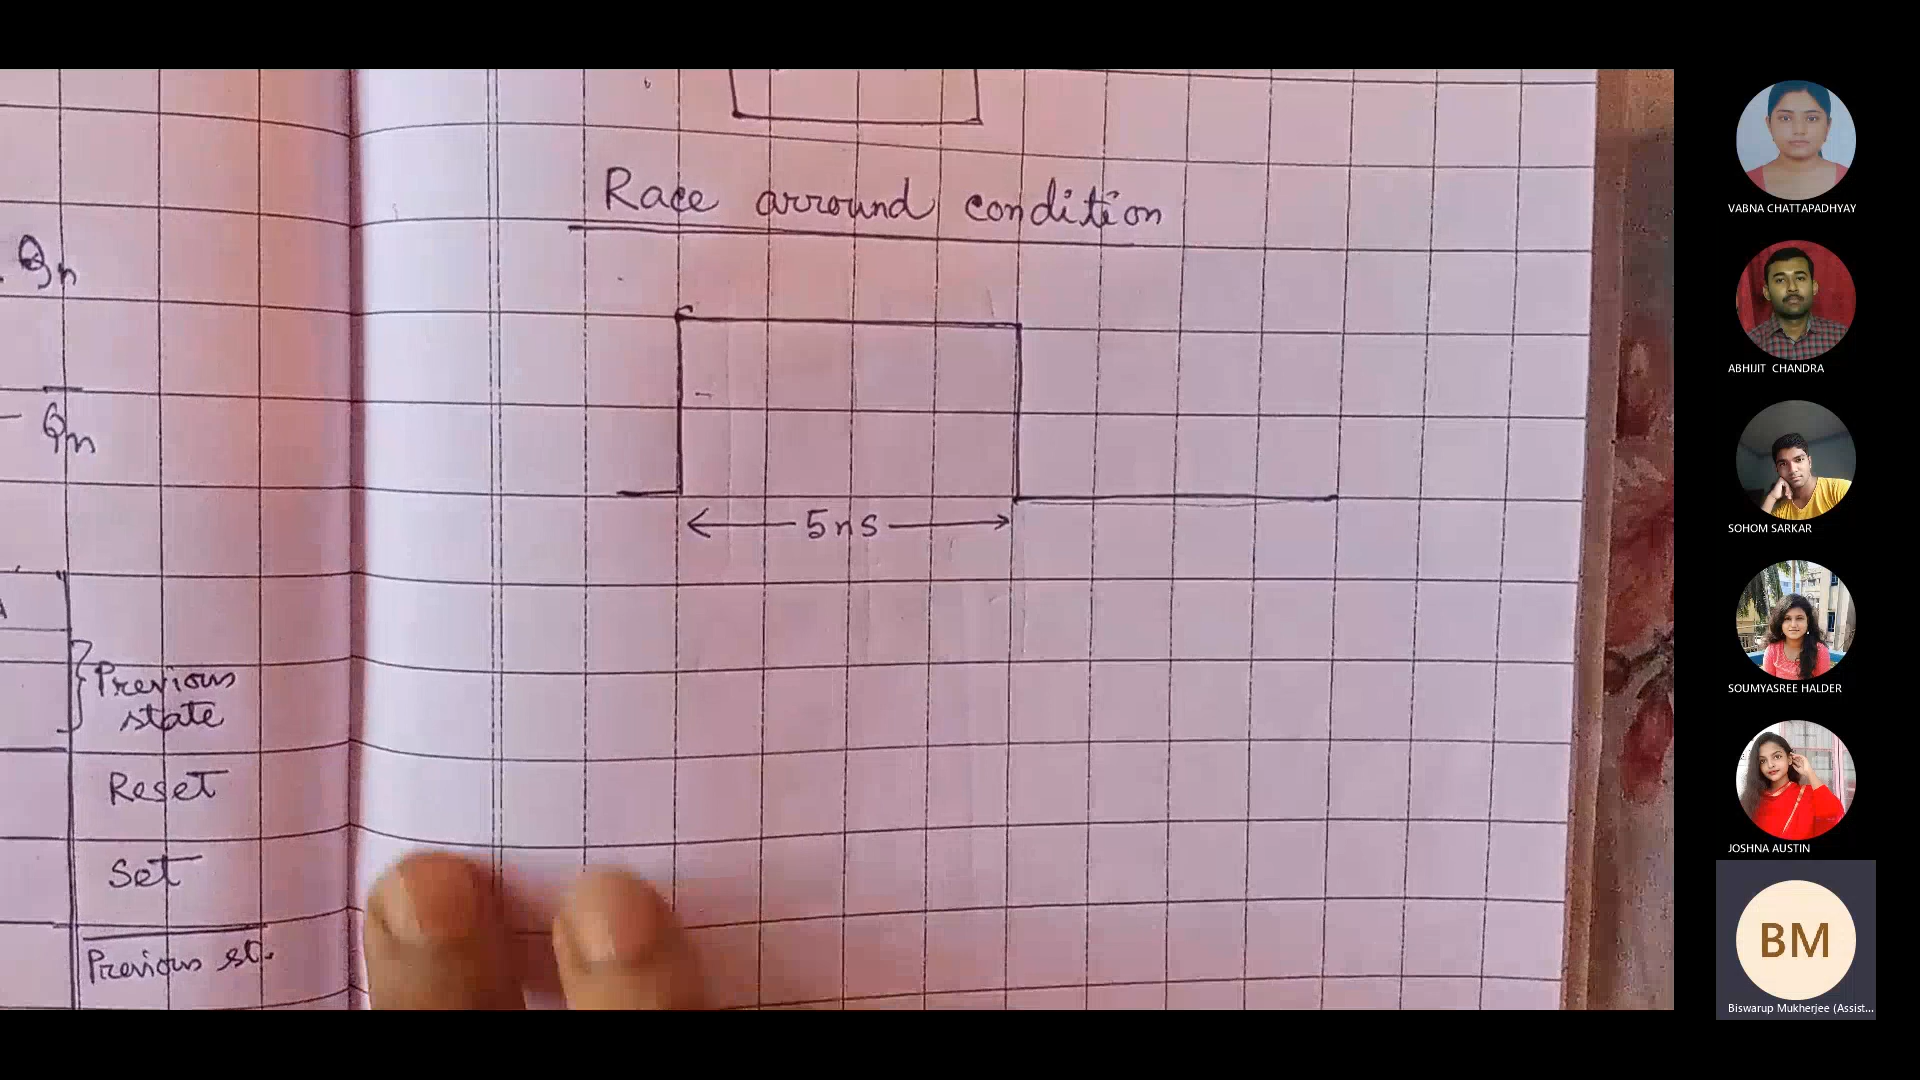 Race arround condition
Qn
Qn
5ns
Previous
state
Reset
Set
Previous st.
VABNA CHATTAPADHYAY
ABHIJIT CHANDRA
SOHOM SARKAR
SOUMYASREE HALDER
JOSHNA AUSTIN
BM
Biswarup Mukherjee (Assist...